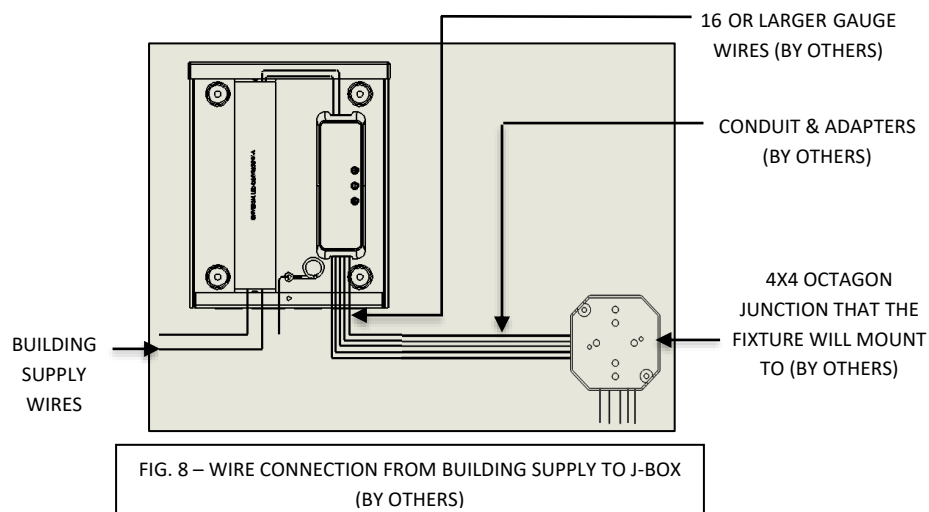 16 OR LARGER GAUGE
WIRES (BY OTHERS)
CONDUIT & ADAPTERS
(BY OTHERS)
4X4 OCTAGON
JUNCTION THAT THE
FIXTURE WILL MOUNT
TO (BY OTHERS)
BUILDING
SUPPLY
WIRES
FIG. 8 – WIRE CONNECTION FROM BUILDING SUPPLY TO J-BOX
(BY OTHERS)